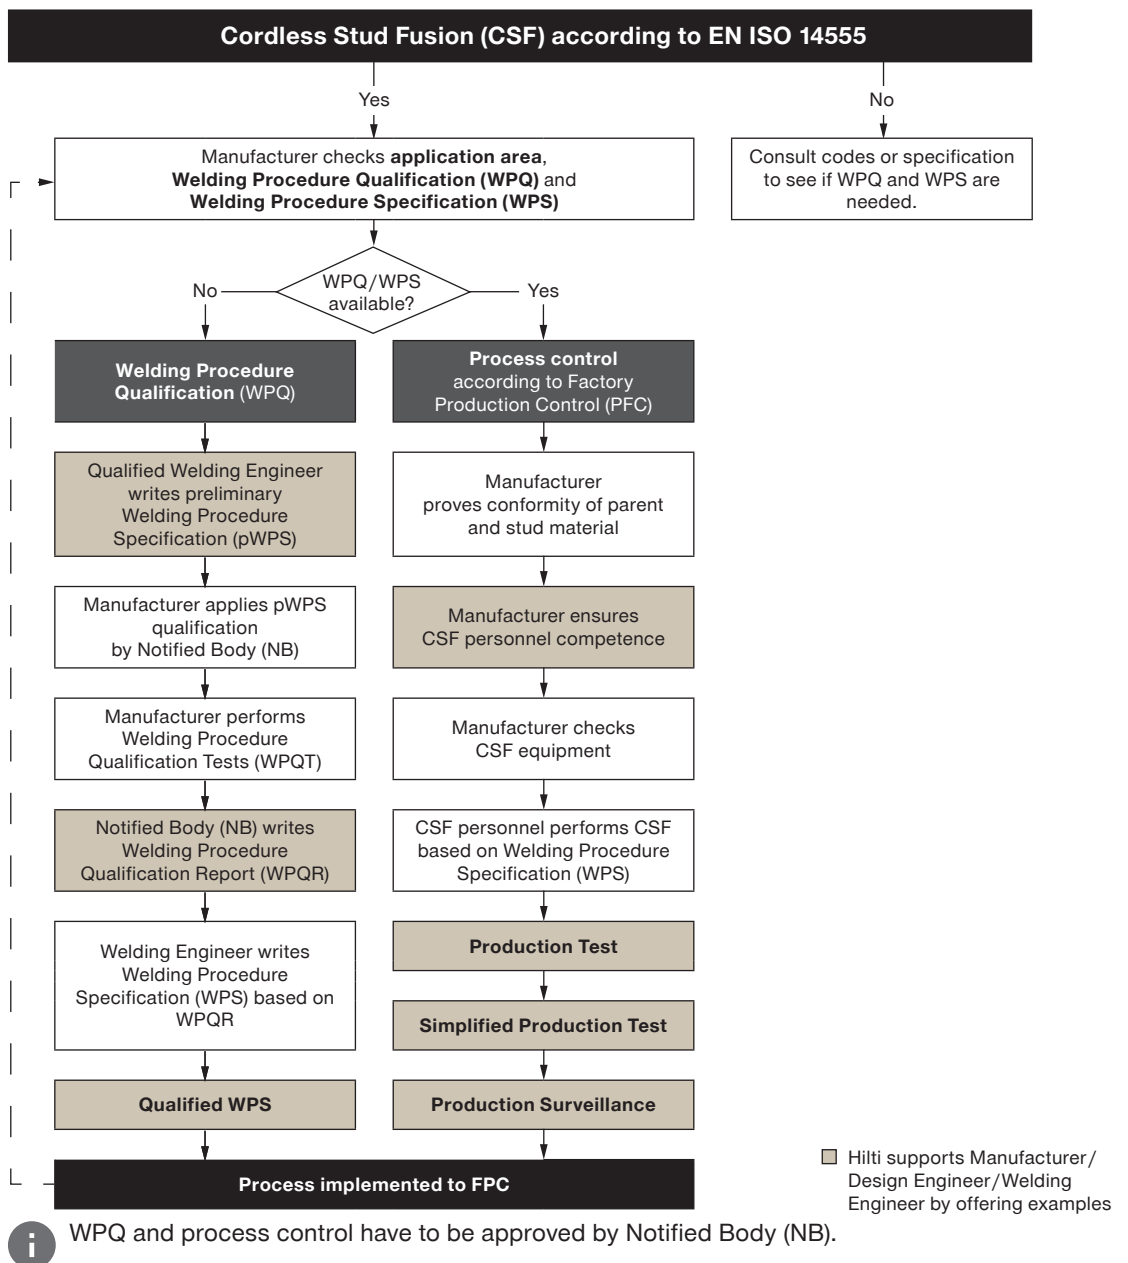 Cordless Stud Fusion (CSF) according to EN ISO 14555
Yes
No
Manufacturer checks application area,
Welding Procedure Qualification (WPQ) and
Welding Procedure Specification (WPS)
Consult codes or specification
to see if WPQ and WPS are
needed.
WPQ/WPS
available?
No
Yes
Welding Procedure
Qualification (WPQ)
Qualified Welding Engineer
writes preliminary
Welding Procedure
Specification (pWPS)
Manufacturer applies pWPS
qualification
by Notified Body (NB)
Manufacturer performs
Welding Procedure
Qualification Tests (WPQT)
Notified Body (NB) writes
Welding Procedure
Qualification Report (WPQR)
Welding Engineer writes
Welding Procedure
Specification (WPS) based on
WPQR
Qualified WPS
Process control
according to Factory
Production Control (PFC)
Manufacturer
proves conformity of parent
and stud material
Manufacturer ensures
CSF personnel competence
Manufacturer checks
CSF equipment
CSF personnel performs CSF
based on Welding Procedure
Specification (WPS)
Production Test
Simplified Production Test
Production Surveillance
Process implemented to FPC
Hilti supports Manufacturer/
Design Engineer/Welding
Engineer by offering examples
i
WPQ and process control have to be approved by Notified Body (NB).